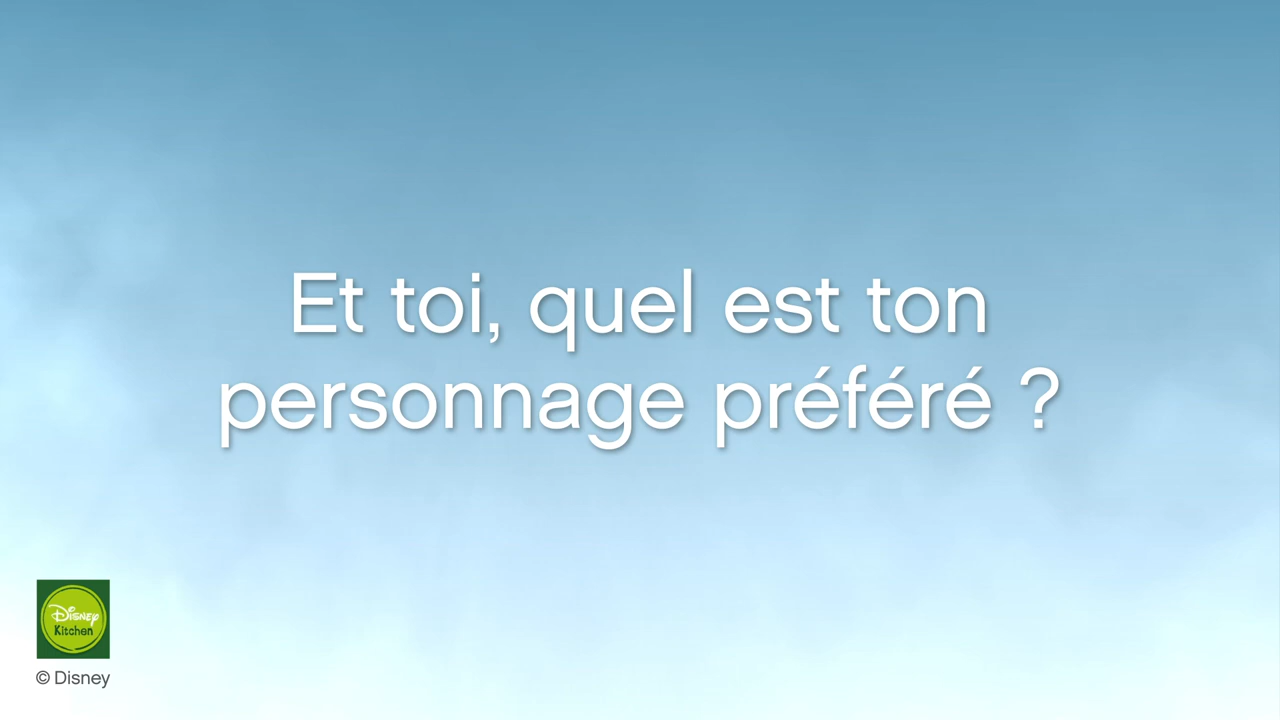 Et toi, quel est ton
personnage préféré ?
Disney
Kitchen
© Disney